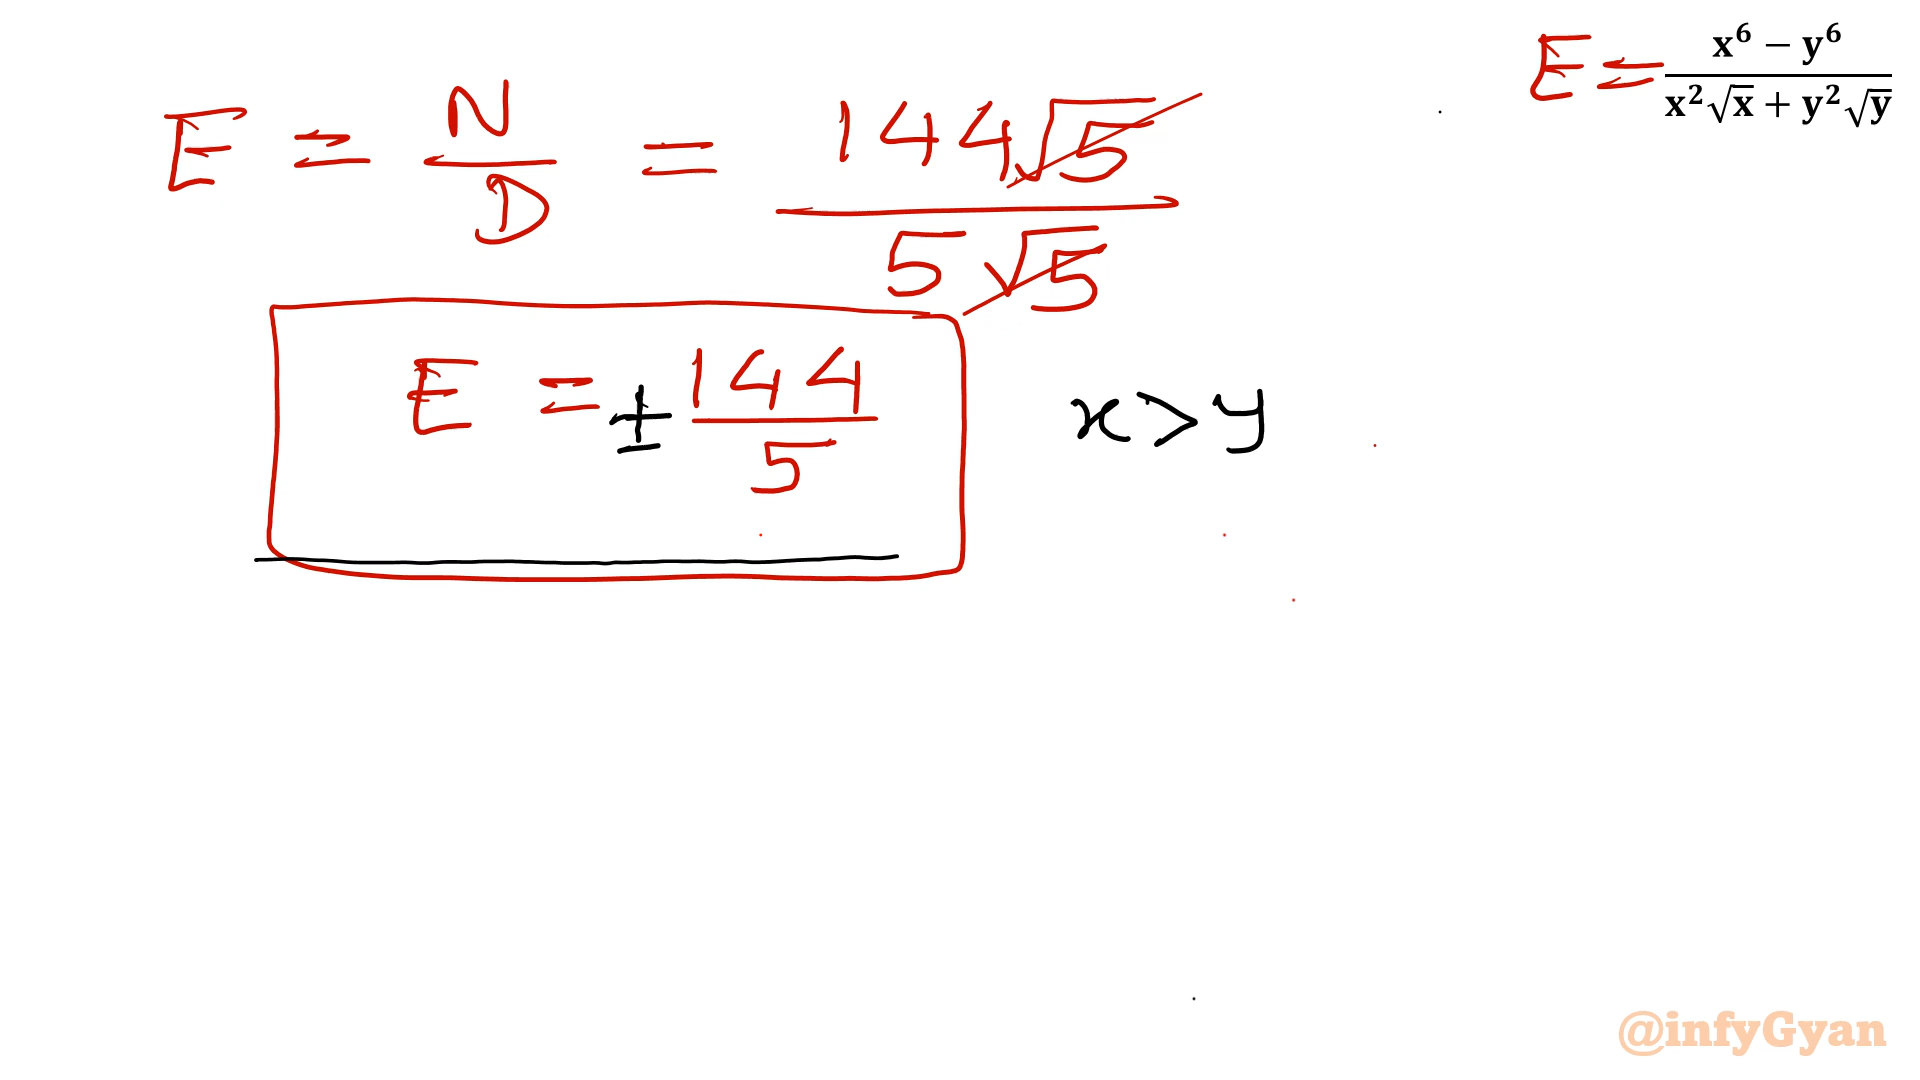 E = x⁶ − y⁶ / x²√x + y²√y
E = N / D = 144√5 / 5√5
E = ± 144 / 5
x > y
@infyGyan